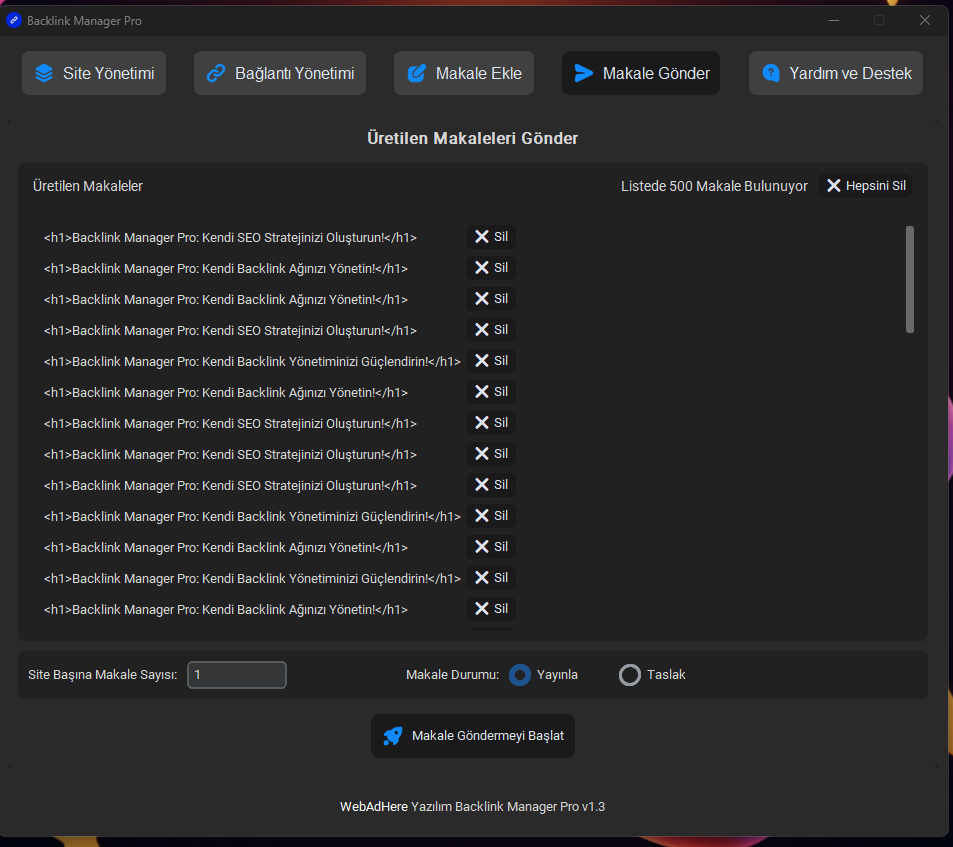 Backlink Manager Pro
Site Yönetimi Bağlantı Yönetimi Makale Ekle Makale Gönder Yardım ve Destek
Üretilen Makaleleri Gönder
Üretilen Makaleler Listede 500 Makale Bulunuyor Hepsini Sil
<h1>Backlink Manager Pro: Kendi SEO Stratejinizi Oluşturun!</h1> Sil
<h1>Backlink Manager Pro: Kendi Backlink Ağınızı Yönetin!</h1> Sil
<h1>Backlink Manager Pro: Kendi Backlink Ağınızı Yönetin!</h1> Sil
<h1>Backlink Manager Pro: Kendi SEO Stratejinizi Oluşturun!</h1> Sil
<h1>Backlink Manager Pro: Kendi Backlink Yönetiminizi Güçlendirin!</h1> Sil
<h1>Backlink Manager Pro: Kendi Backlink Ağınızı Yönetin!</h1> Sil
<h1>Backlink Manager Pro: Kendi SEO Stratejinizi Oluşturun!</h1> Sil
<h1>Backlink Manager Pro: Kendi SEO Stratejinizi Oluşturun!</h1> Sil
<h1>Backlink Manager Pro: Kendi SEO Stratejinizi Oluşturun!</h1> Sil
<h1>Backlink Manager Pro: Kendi Backlink Yönetiminizi Güçlendirin!</h1> Sil
<h1>Backlink Manager Pro: Kendi Backlink Ağınızı Yönetin!</h1> Sil
<h1>Backlink Manager Pro: Kendi Backlink Yönetiminizi Güçlendirin!</h1> Sil
<h1>Backlink Manager Pro: Kendi Backlink Ağınızı Yönetin!</h1> Sil
Site Başına Makale Sayısı: 1 Makale Durumu: Yayınla Taslak
Makale Göndermeyi Başlat
WebAdHere Yazılım Backlink Manager Pro v1.3